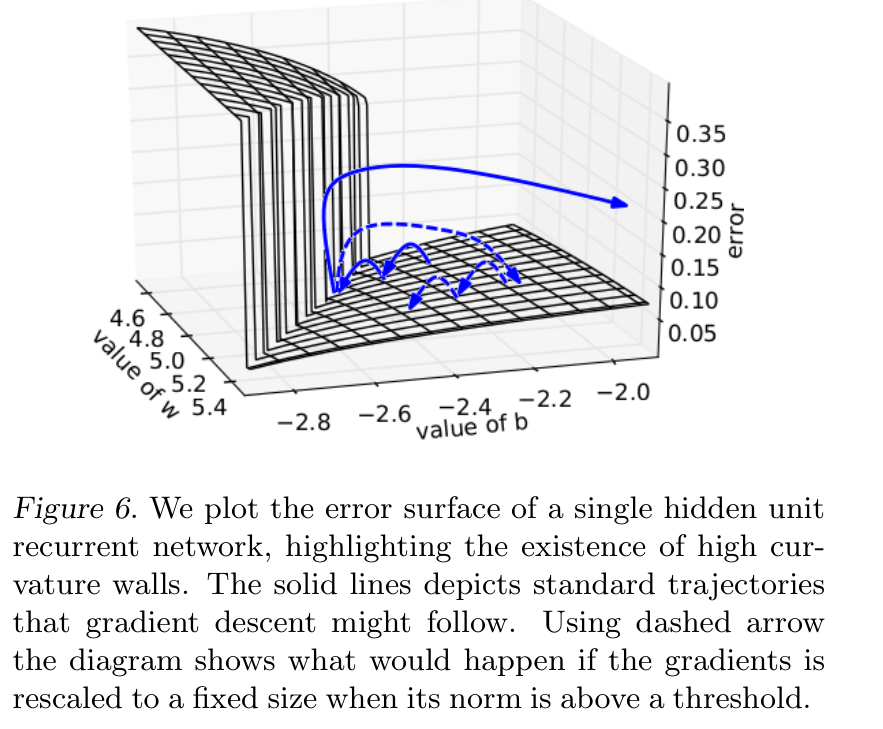 0.35
0.30
0.25
0.20
0.15
0.10
0.05
error
4.6
4.8
5.0
5.2
5.4
value of w
−2.8
−2.6
−2.4
−2.2
−2.0
value of b
Figure 6. We plot the error surface of a single hidden unit
recurrent network, highlighting the existence of high cur-
vature walls. The solid lines depicts standard trajectories
that gradient descent might follow. Using dashed arrow
the diagram shows what would happen if the gradients is
rescaled to a fixed size when its norm is above a threshold.